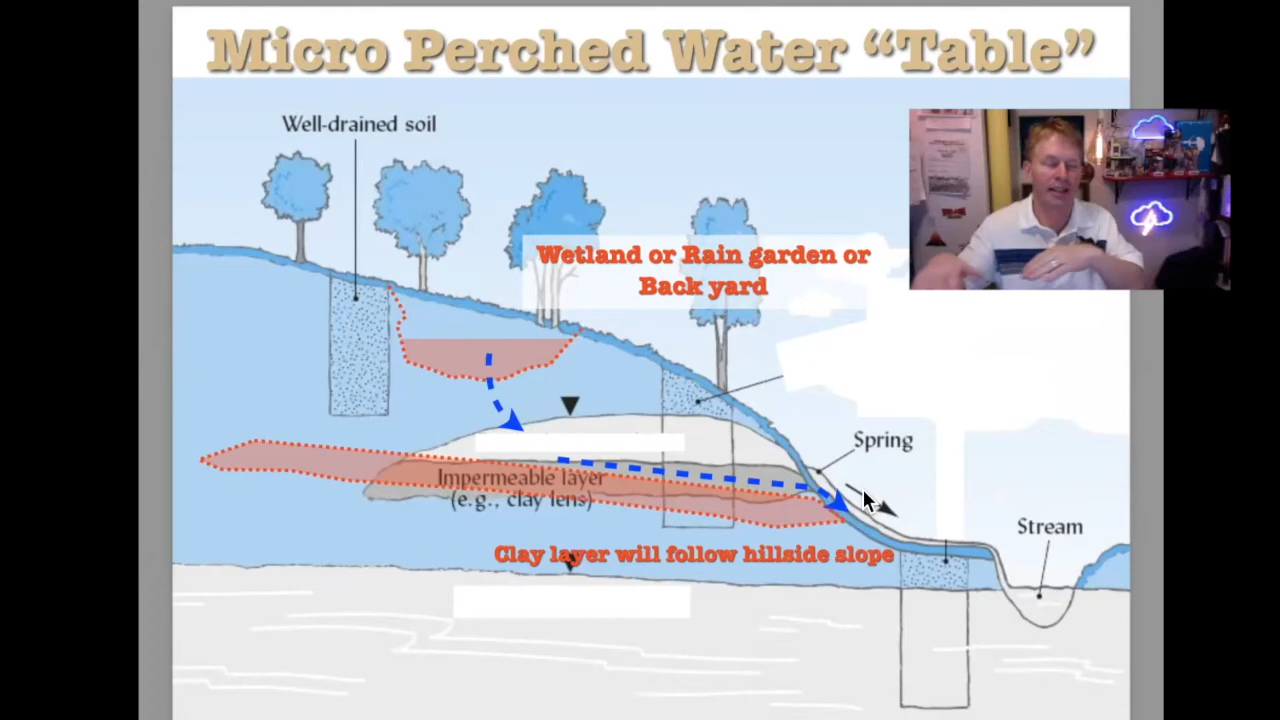 Micro Perched Water “Table”
Well-drained soil
Wetland or Rain garden or
Back yard
Spring
Impermeable layer
(e.g., clay lens)
Stream
Clay layer will follow hillside slope